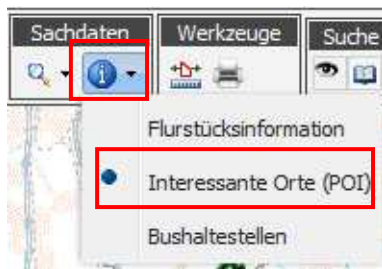 Sachdaten Werkzeuge Suche
Flurstücksinformation
Interessante Orte (POI)
Bushaltestellen